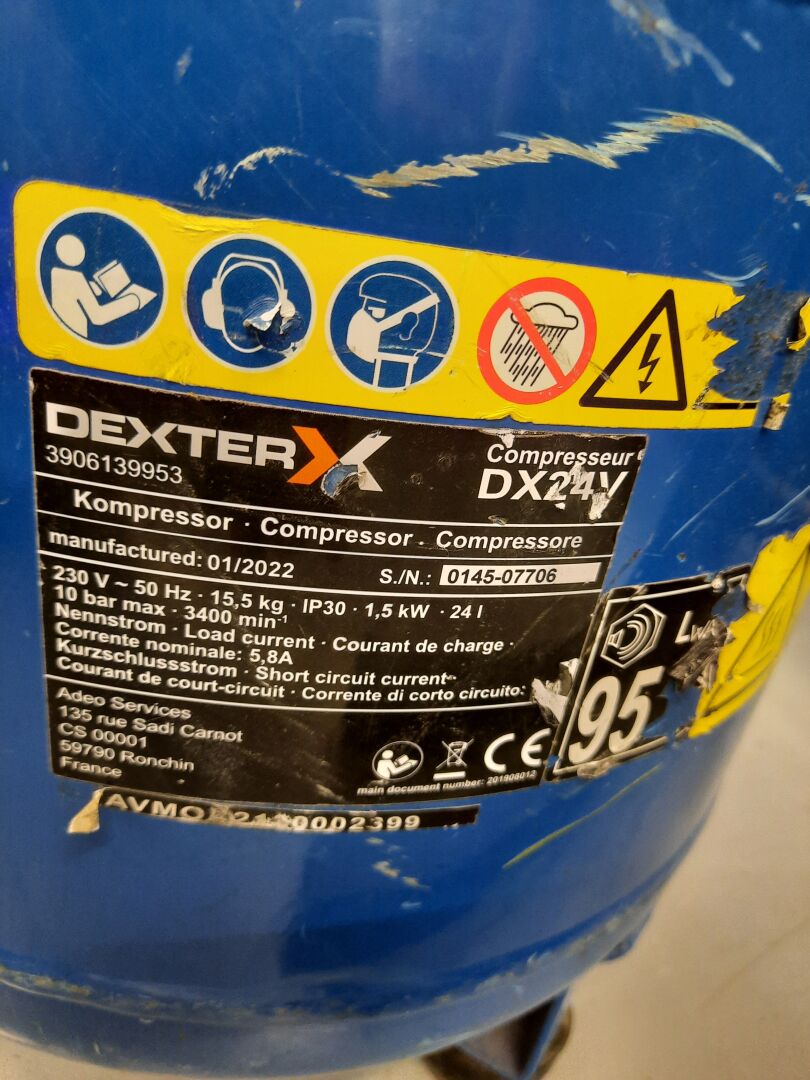 DEXTER
3906139953
Compresseur
DX24V
Kompressor · Compressor · Compressore
manufactured: 01/2022
S./N.: 0145-07706
230 V ~ 50 Hz · 15,5 kg · IP30 · 1,5 kW · 24 l
10 bar max · 3400 min⁻¹
Nennstrom · Load current · Courant de charge ·
Corrente nominale: 5,8A
Kurzschlussstrom · Short circuit current·
Courant de court-circuit · Corrente di corto circuito:
Adeo Services
135 rue Sadi Carnot
CS 00001
59790 Ronchin
France
CE
main document number: 201908012
LWA
95